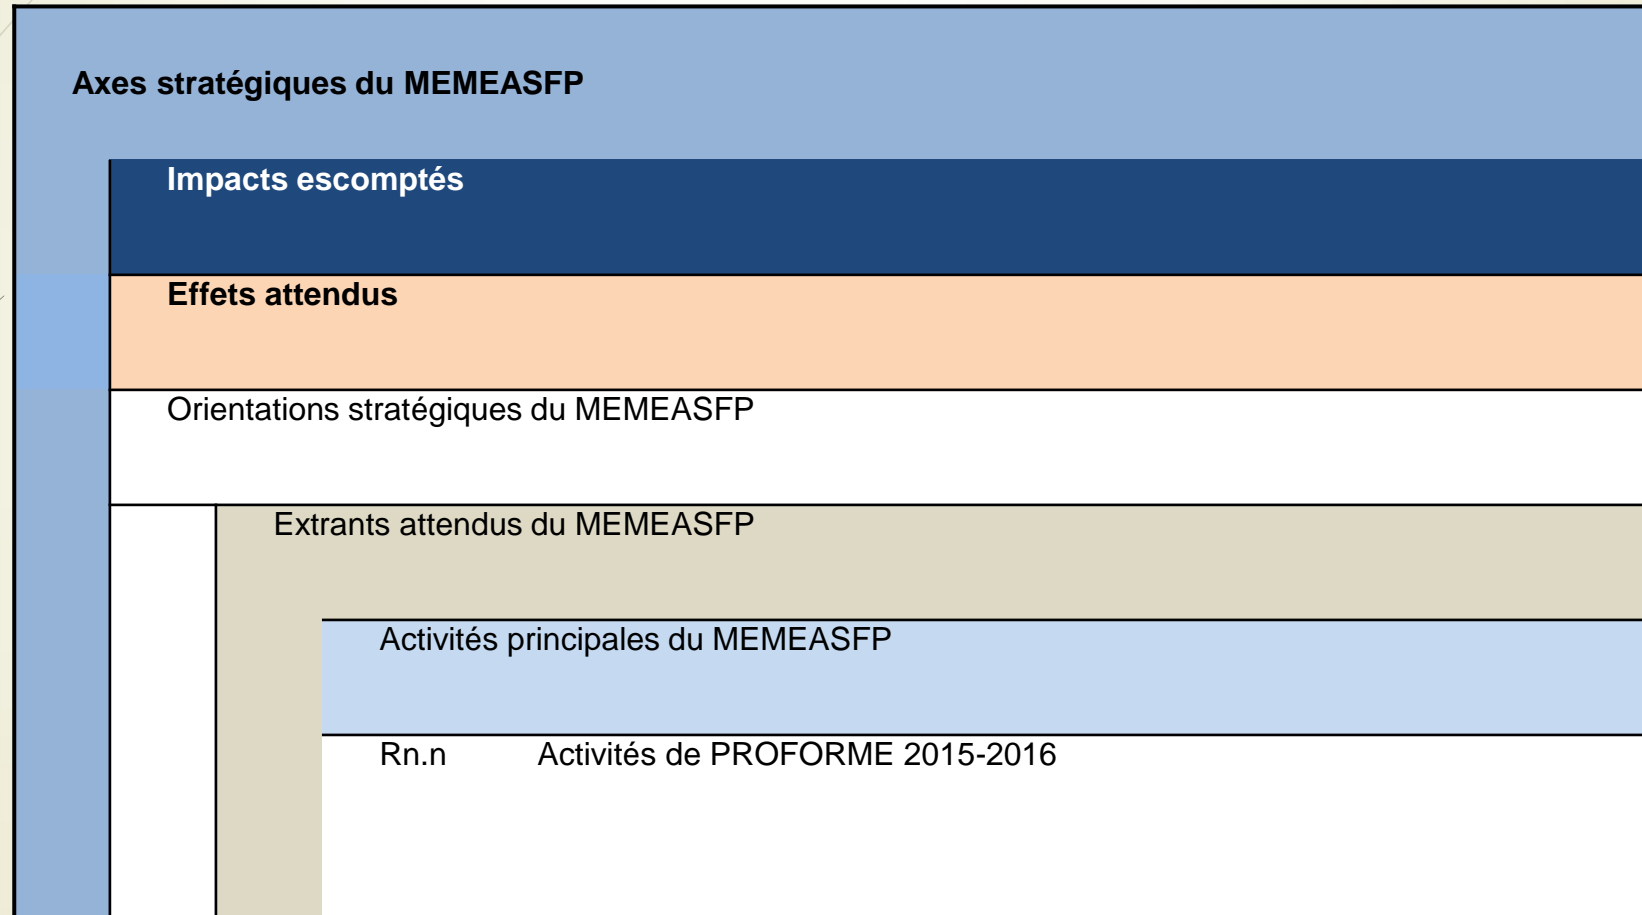 Axes stratégiques du MEMEASFP
Impacts escomptés
Effets attendus
Orientations stratégiques du MEMEASFP
Extrants attendus du MEMEASFP
Activités principales du MEMEASFP
Rn.n Activités de PROFORME 2015-2016